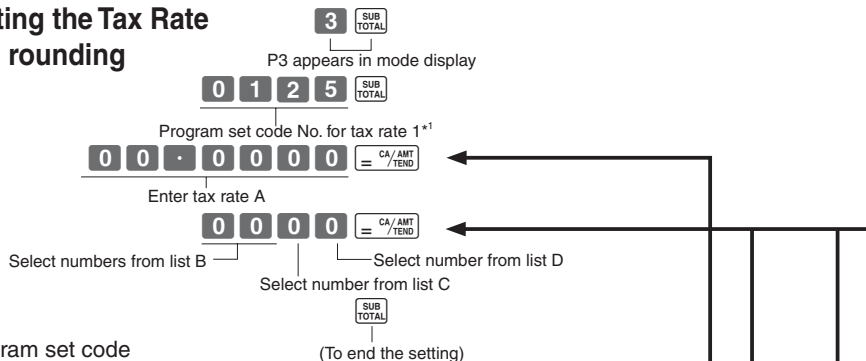 ting the Tax Rate
rounding
3 SUB TOTAL
P3 appears in mode display
0 1 2 5 SUB TOTAL
Program set code No. for tax rate 1*1
0 0 · 0 0 0 0 = CA/AMT/TEND
Enter tax rate A
0 0 0 0 = CA/AMT/TEND
Select numbers from list B
Select number from list D
Select number from list C
SUB TOTAL
ram set code
(To end the setting)